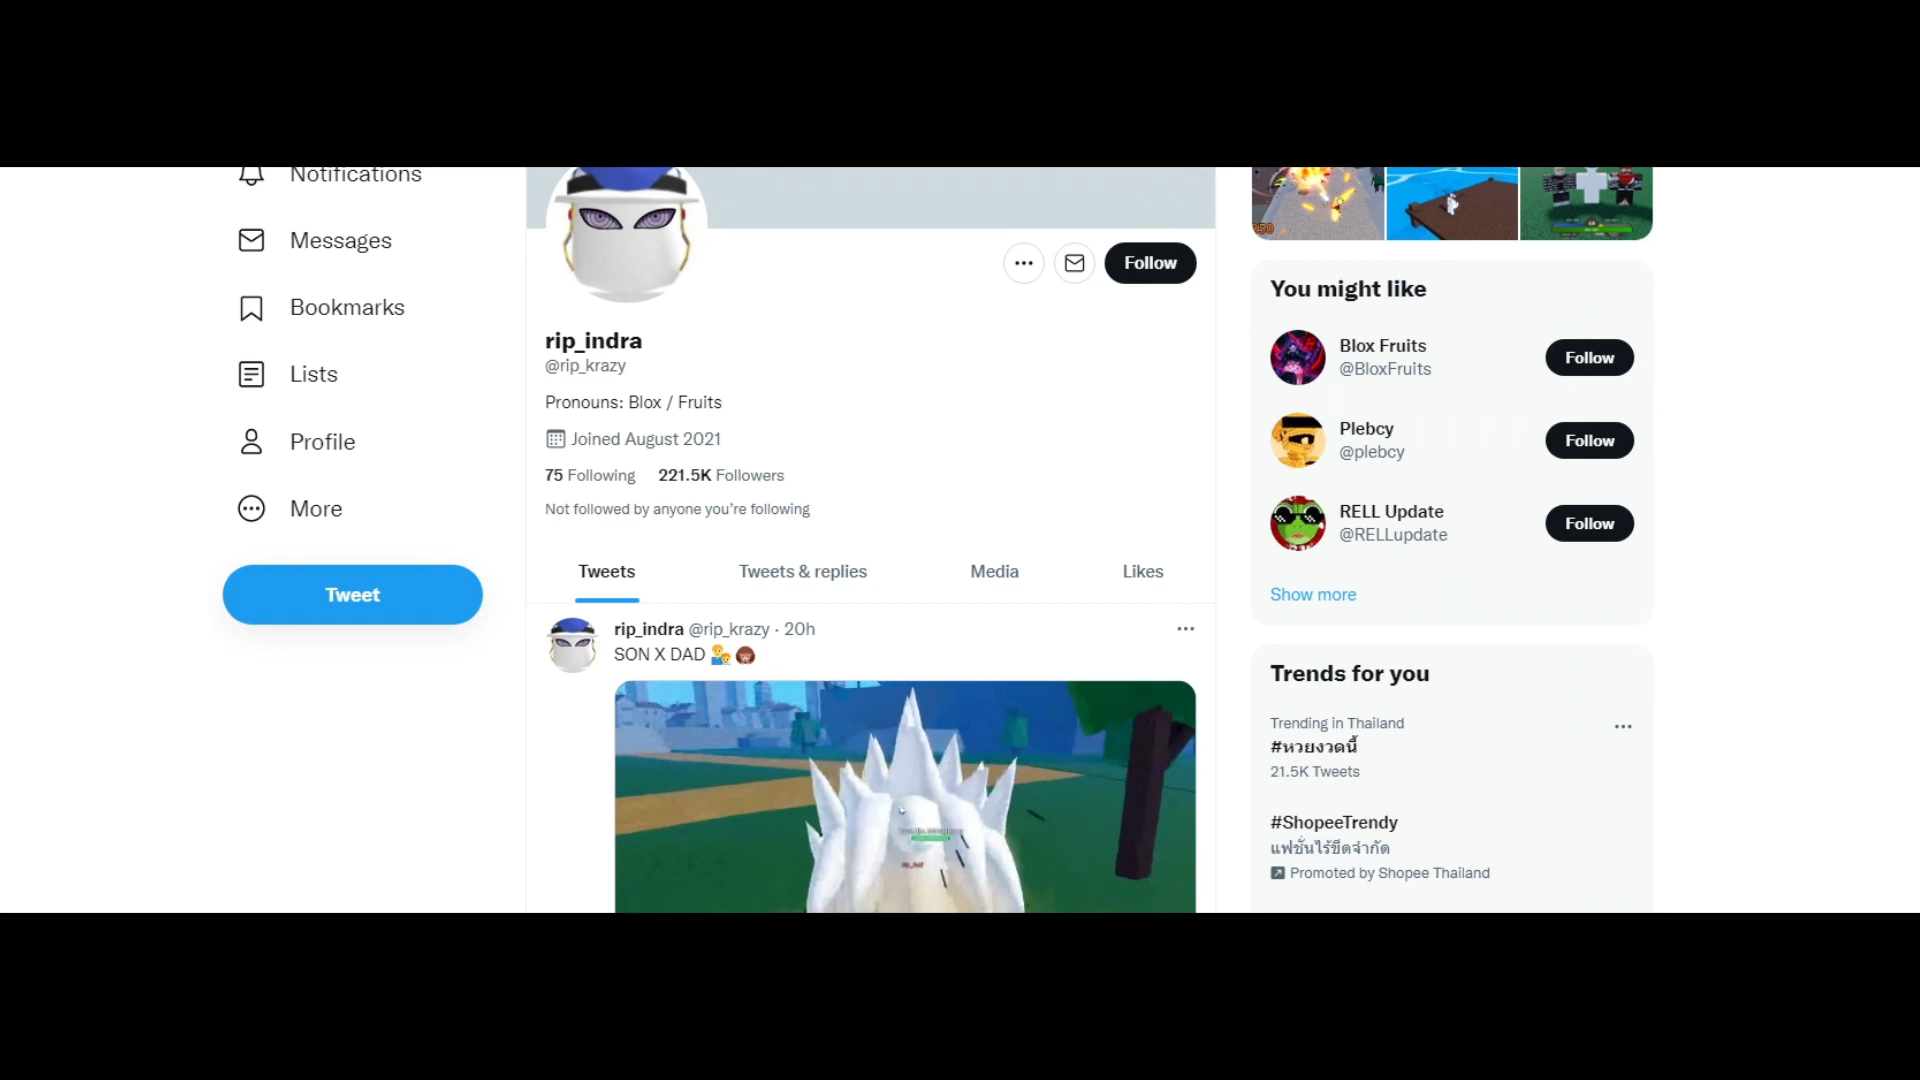 Notifications
Messages
Bookmarks
Lists
Profile
More
Tweet
Follow
rip_indra
@rip_krazy
Pronouns: Blox / Fruits
Joined August 2021
75 Following 221.5K Followers
Not followed by anyone you're following
Tweets Tweets & replies Media Likes
rip_indra @rip_krazy · 20h
SON X DAD
You might like
Blox Fruits
@BloxFruits
Follow
Plebcy
@plebcy
Follow
RELL Update
@RELLupdate
Follow
Show more
Trends for you
Trending in Thailand
#หวยงวดนี้
21.5K Tweets
#ShopeeTrendy
แฟชั่นไร้ขีดจำกัด
Promoted by Shopee Thailand